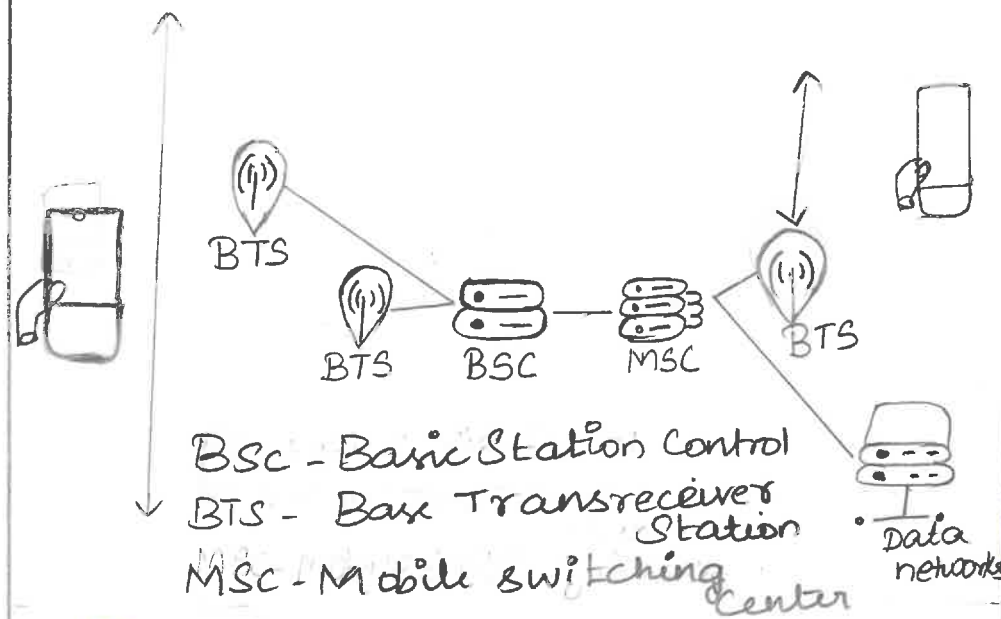 BTS
BTS
BSC
MSC
BTS
BSC - Basic Station Control
BTS - Base Transreceiver
Station
MSC - Mobile switching
Center
Data
networks